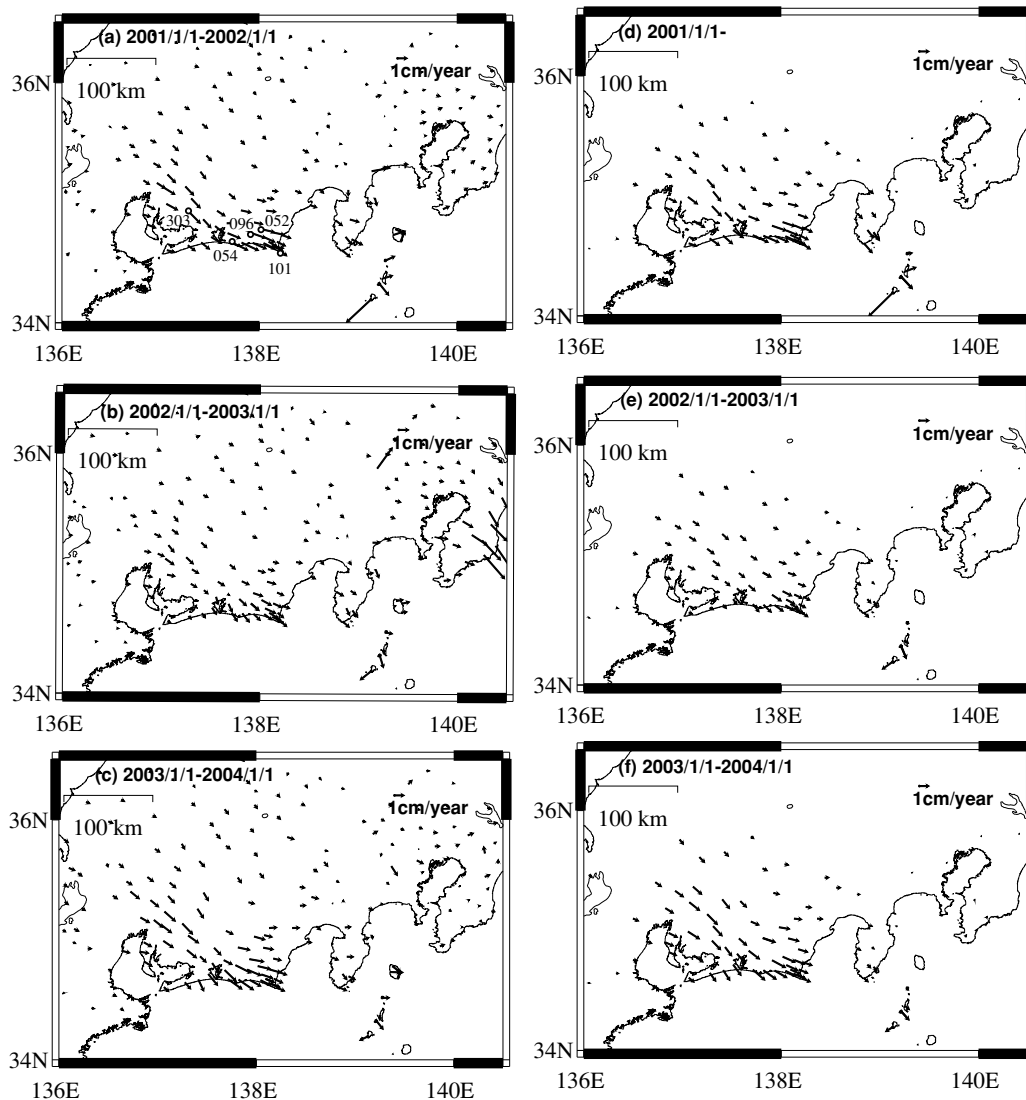 (a) 2001/1/1-2002/1/1
1cm/year
36N
100 km
303
096
052
054
101
34N
136E
138E
140E
(d) 2001/1/1-
1cm/year
36N
100 km
34N
136E
138E
140E
(b) 2002/1/1-2003/1/1
1cm/year
36N
100 km
34N
136E
138E
140E
(e) 2002/1/1-2003/1/1
1cm/year
36N
100 km
34N
136E
138E
140E
(c) 2003/1/1-2004/1/1
1cm/year
36N
100 km
34N
136E
138E
140E
(f) 2003/1/1-2004/1/1
1cm/year
36N
100 km
34N
136E
138E
140E